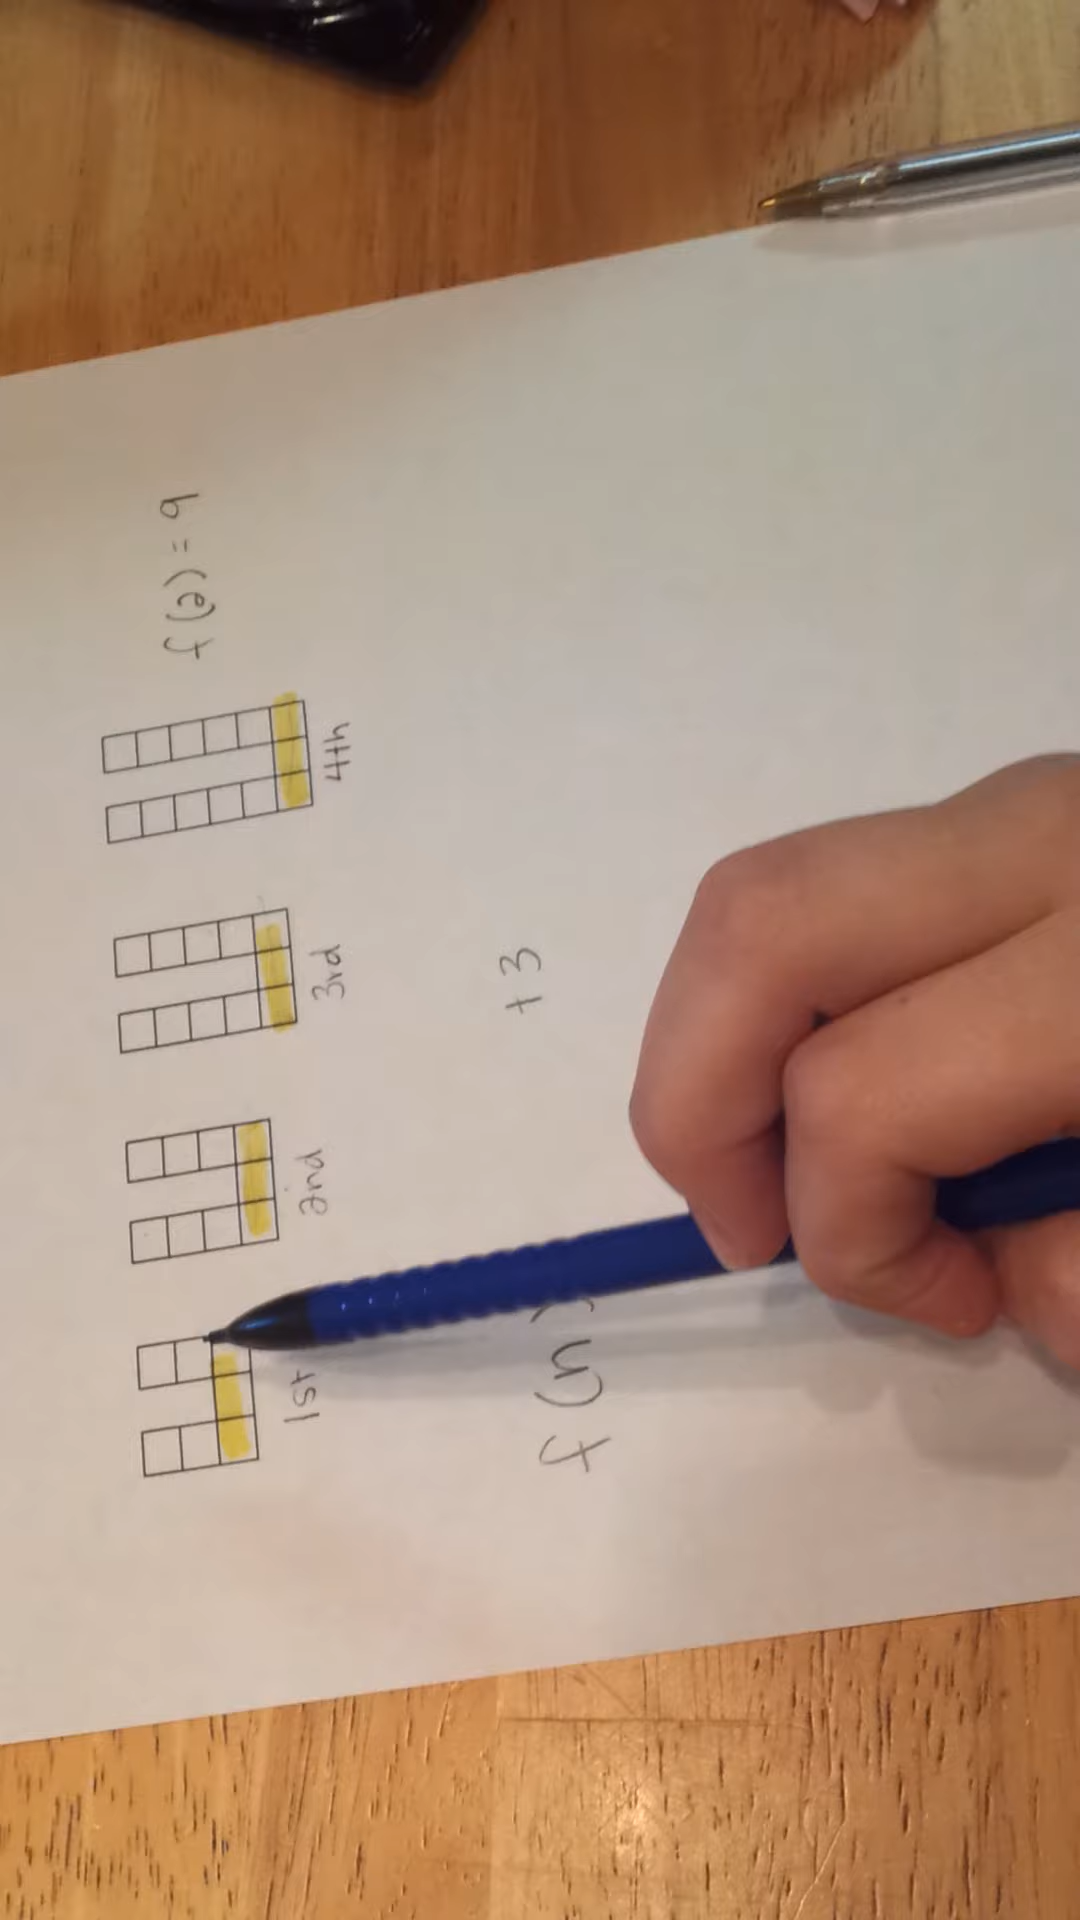 f(2) = 9
1st 2nd 3rd 4th
f(n) +3